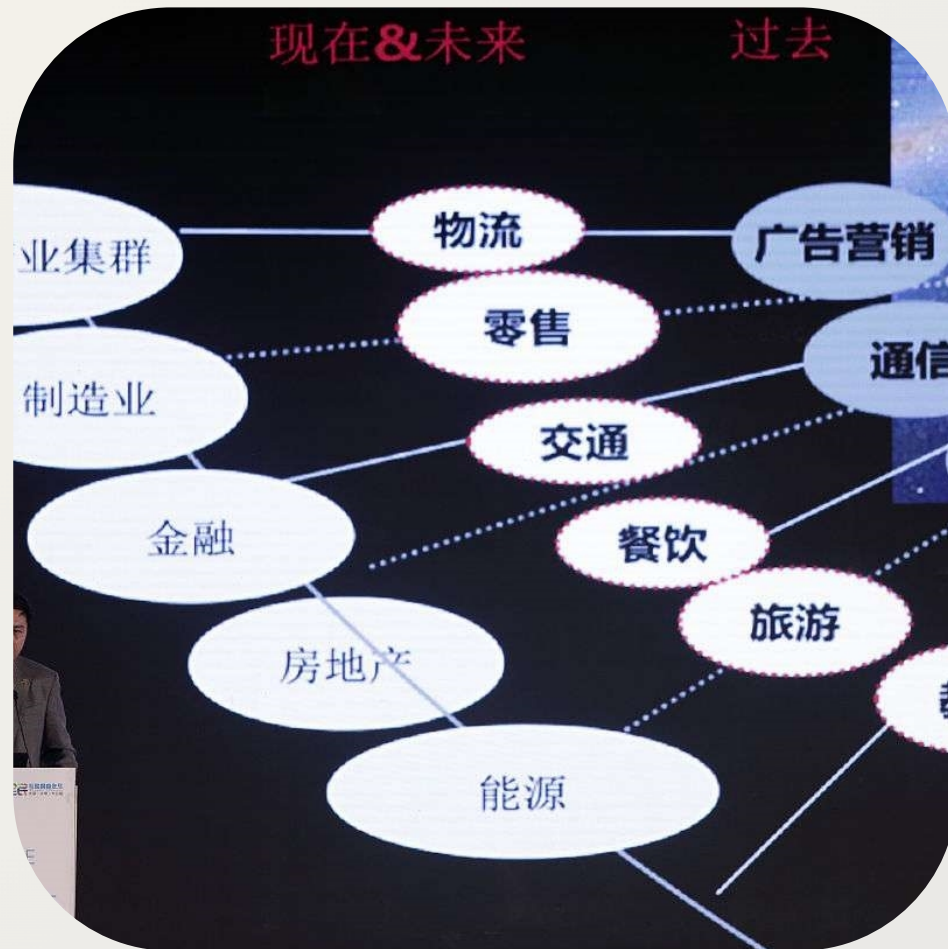 现在&未来
过去
业集群
物流
广告营销
零售
通信
制造业
交通
金融
餐饮
旅游
房地产
能源